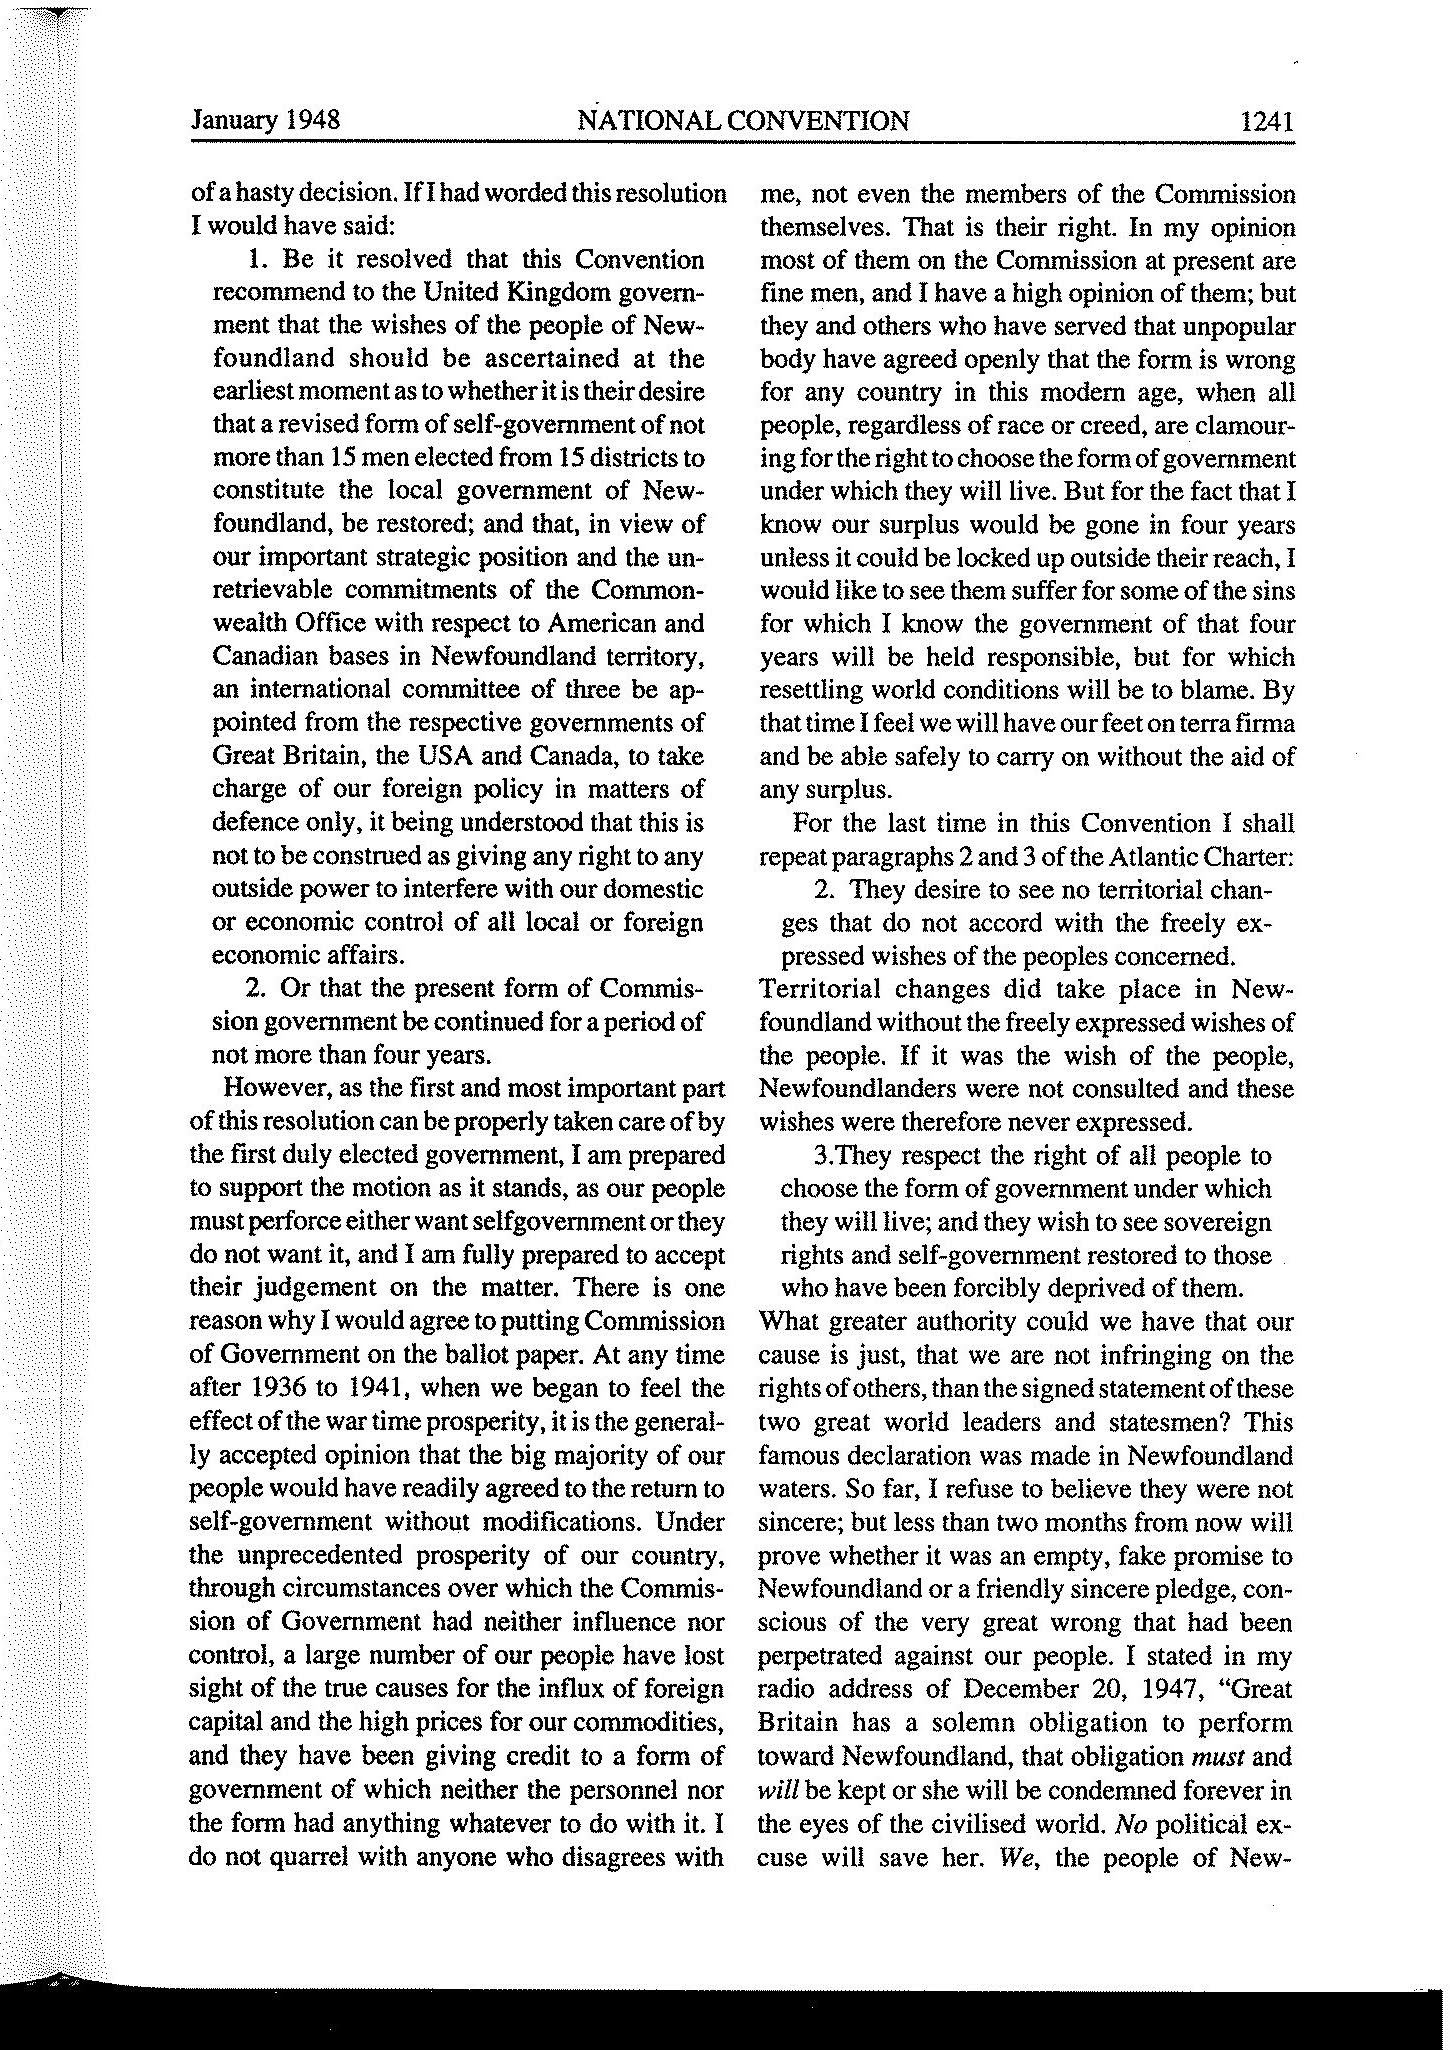 January 1948 NATIONAL CONVENTION 1241
of a hasty decision. If I had worded this resolution
I would have said:
1. Be it resolved that this Convention
recommend to the United Kingdom govern-
ment that the wishes of the people of New-
foundland should be ascertained at the
earliest moment as to whether it is their desire
that a revised form of self-government of not
more than 15 men elected from 15 districts to
constitute the local government of New-
foundland, be restored; and that, in view of
our important strategic position and the un-
retrievable commitments of the Common-
wealth Office with respect to American and
Canadian bases in Newfoundland territory,
an international committee of three be ap-
pointed from the respective governments of
Great Britain, the USA and Canada, to take
charge of our foreign policy in matters of
defence only, it being understood that this is
not to be construed as giving any right to any
outside power to interfere with our domestic
or economic control of all local or foreign
economic affairs.
2. Or that the present form of Commis-
sion government be continued for a period of
not more than four years.
However, as the first and most important part
of this resolution can be properly taken care of by
the first duly elected government, I am prepared
to support the motion as it stands, as our people
must perforce either want selfgovernment or they
do not want it, and I am fully prepared to accept
their judgement on the matter. There is one
reason why I would agree to putting Commission
of Government on the ballot paper. At any time
after 1936 to 1941, when we began to feel the
effect of the war time prosperity, it is the general-
ly accepted opinion that the big majority of our
people would have readily agreed to the return to
self-government without modifications. Under
the unprecedented prosperity of our country,
through circumstances over which the Commis-
sion of Government had neither influence nor
control, a large number of our people have lost
sight of the true causes for the influx of foreign
capital and the high prices for our commodities,
and they have been giving credit to a form of
government of which neither the personnel nor
the form had anything whatever to do with it. I
do not quarrel with anyone who disagrees with
me, not even the members of the Commission
themselves. That is their right. In my opinion
most of them on the Commission at present are
fine men, and I have a high opinion of them; but
they and others who have served that unpopular
body have agreed openly that the form is wrong
for any country in this modern age, when all
people, regardless of race or creed, are clamour-
ing for the right to choose the form of government
under which they will live. But for the fact that I
know our surplus would be gone in four years
unless it could be locked up outside their reach, I
would like to see them suffer for some of the sins
for which I know the government of that four
years will be held responsible, but for which
resettling world conditions will be to blame. By
that time I feel we will have our feet on terra firma
and be able safely to carry on without the aid of
any surplus.
For the last time in this Convention I shall
repeat paragraphs 2 and 3 of the Atlantic Charter:
2. They desire to see no territorial chan-
ges that do not accord with the freely ex-
pressed wishes of the peoples concerned.
Territorial changes did take place in New-
foundland without the freely expressed wishes of
the people. If it was the wish of the people,
Newfoundlanders were not consulted and these
wishes were therefore never expressed.
3.They respect the right of all people to
choose the form of government under which
they will live; and they wish to see sovereign
rights and self-government restored to those
who have been forcibly deprived of them.
What greater authority could we have that our
cause is just, that we are not infringing on the
rights of others, than the signed statement of these
two great world leaders and statesmen? This
famous declaration was made in Newfoundland
waters. So far, I refuse to believe they were not
sincere; but less than two months from now will
prove whether it was an empty, fake promise to
Newfoundland or a friendly sincere pledge, con-
scious of the very great wrong that had been
perpetrated against our people. I stated in my
radio address of December 20, 1947, “Great
Britain has a solemn obligation to perform
toward Newfoundland, that obligation must and
will be kept or she will be condemned forever in
the eyes of the civilised world. No political ex-
cuse will save her. We, the people of New-